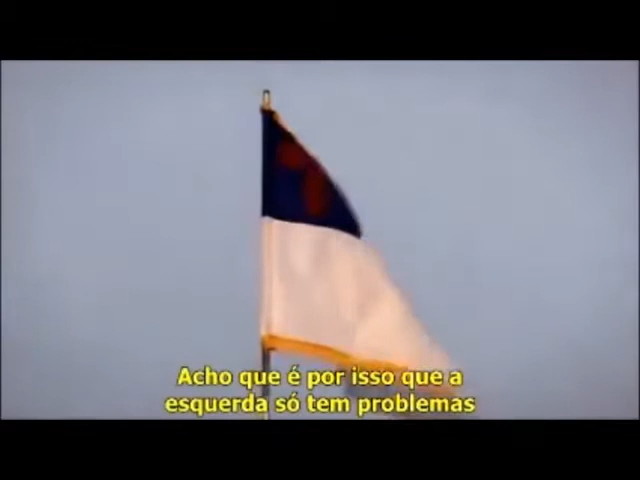 Acho que é por isso que a
esquerda só tem problemas